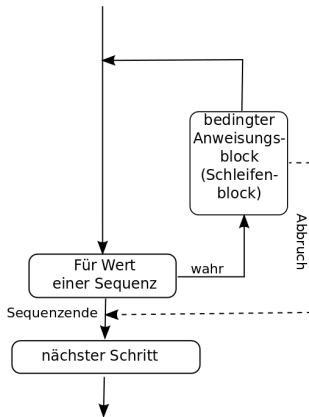 bedingter
Anweisungs-
block
(Schleifen-
block)
Abbruch
Für Wert
einer Sequenz
wahr
Sequenzende
nächster Schritt